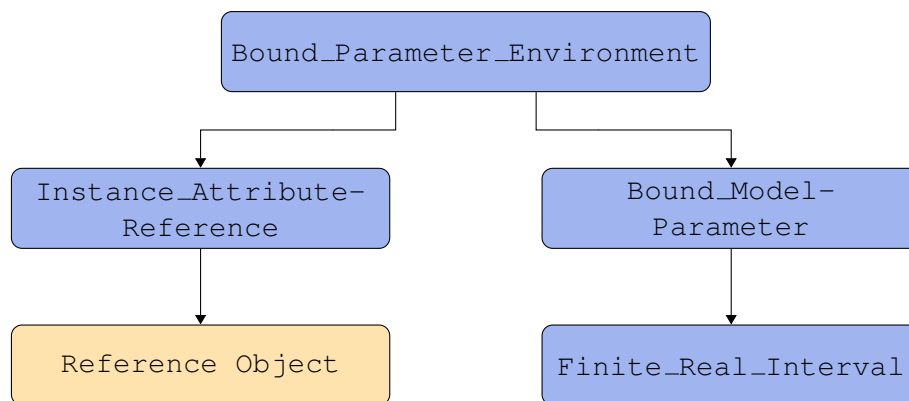 Bound_Parameter_Environment
Instance_Attribute-
Reference
Bound_Model-
Parameter
Reference Object
Finite_Real_Interval